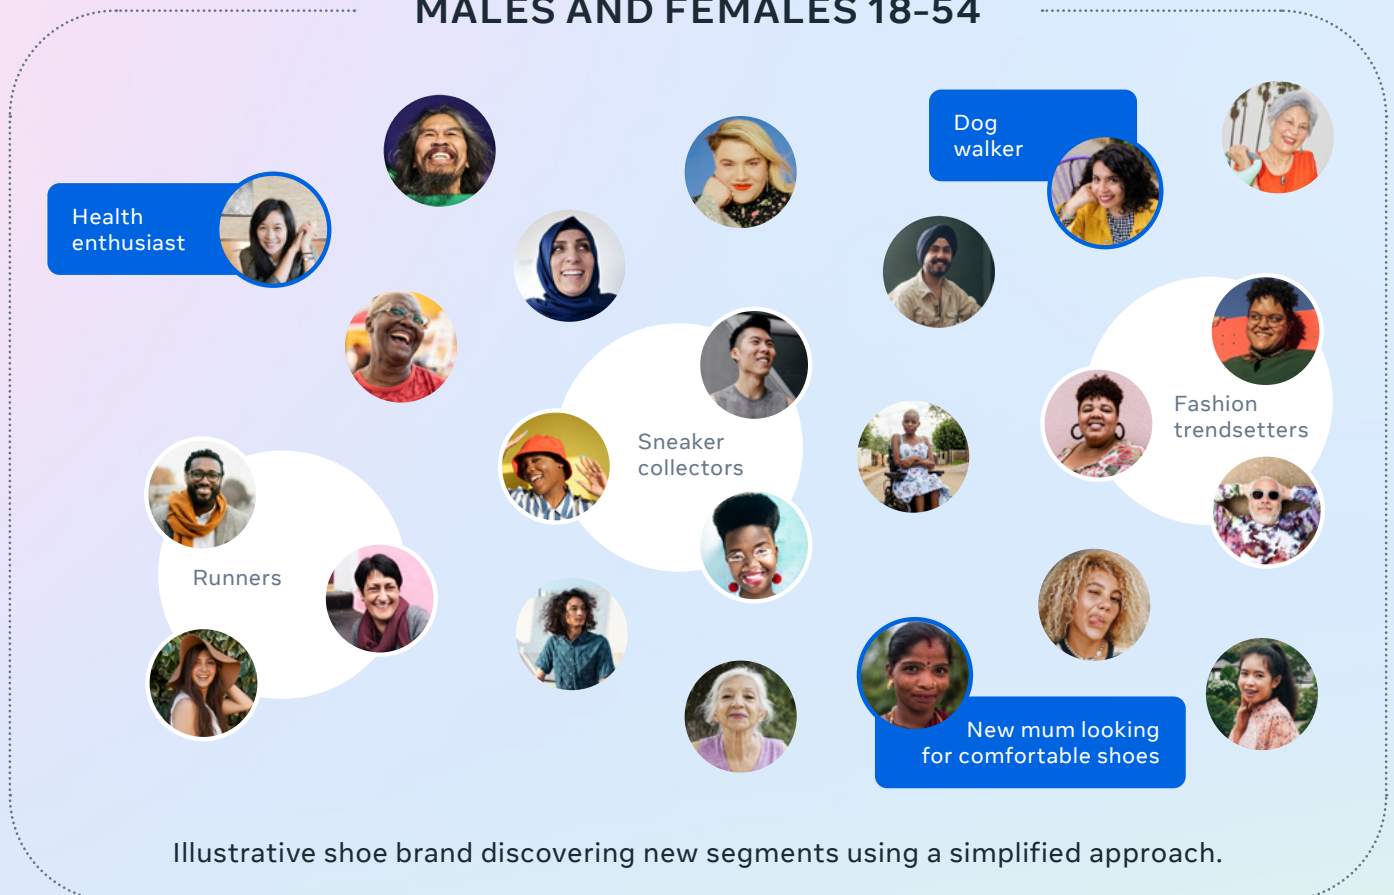 MALES AND FEMALES 18-54
Dog
walker
Health
enthusiast
Fashion
trendsetters
Sneaker
collectors
Runners
New mum looking
for comfortable shoes
Illustrative shoe brand discovering new segments using a simplified approach.